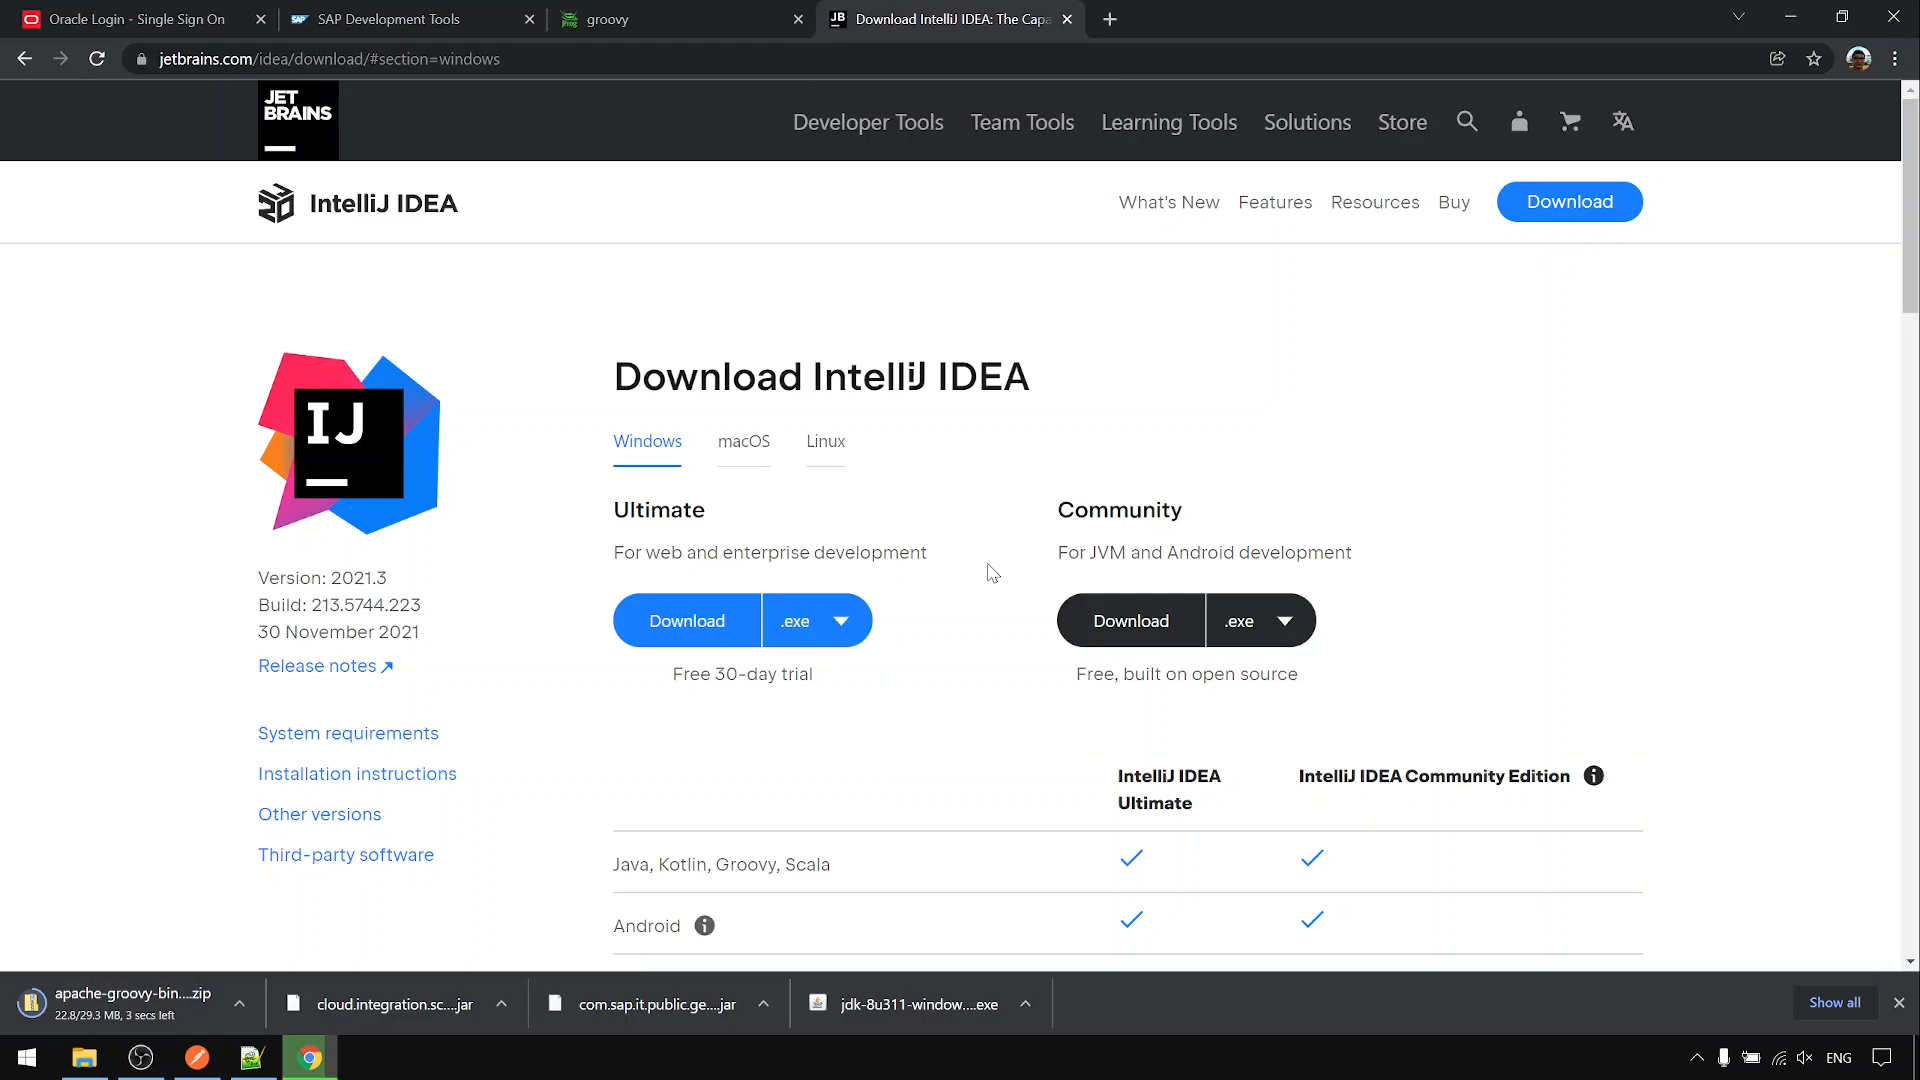 Oracle Login - Single Sign On
SAP Development Tools
groovy
Download IntelliJ IDEA: The Capa
jetbrains.com/idea/download/#section=windows
JET
BRAINS
Developer Tools
Team Tools
Learning Tools
Solutions
Store
IntelliJ IDEA
What's New
Features
Resources
Buy
Download
IJ
Download IntelliJ IDEA
Windows
macOS
Linux
Ultimate
For web and enterprise development
Download
.exe
Free 30-day trial
Community
For JVM and Android development
Download
.exe
Free, built on open source
Version: 2021.3
Build: 213.5744.223
30 November 2021
Release notes
System requirements
Installation instructions
Other versions
Third-party software
IntelliJ IDEA
Ultimate
IntelliJ IDEA Community Edition
Java, Kotlin, Groovy, Scala
Android
apache-groovy-bin....zip
22.8/29.3 MB, 3 secs left
cloud.integration.sc....jar
com.sap.it.public.ge....jar
jdk-8u311-window....exe
Show all
ENG